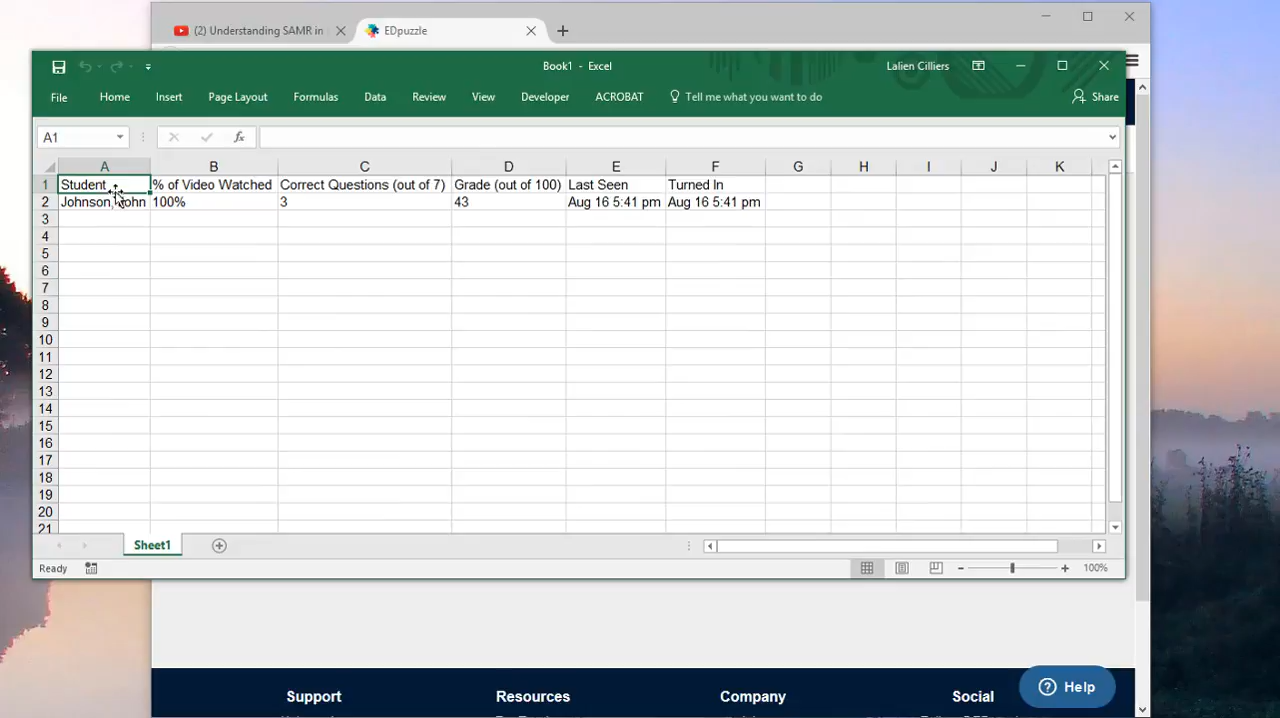 (2) Understanding SAMR in
EDpuzzle
Book1 - Excel
Lalien Cilliers
File Home Insert Page Layout Formulas Data Review View Developer ACROBAT Tell me what you want to do Share
A1
fx
A B C D E F G H I J K
1 Student % of Video Watched Correct Questions (out of 7) Grade (out of 100) Last Seen Turned In
2 Johnson, John 100% 3 43 Aug 16 5:41 pm Aug 16 5:41 pm
3
4
5
6
7
8
9
10
11
12
13
14
15
16
17
18
19
20
21
Sheet1
Ready 100%
Support Resources Company Social
Help